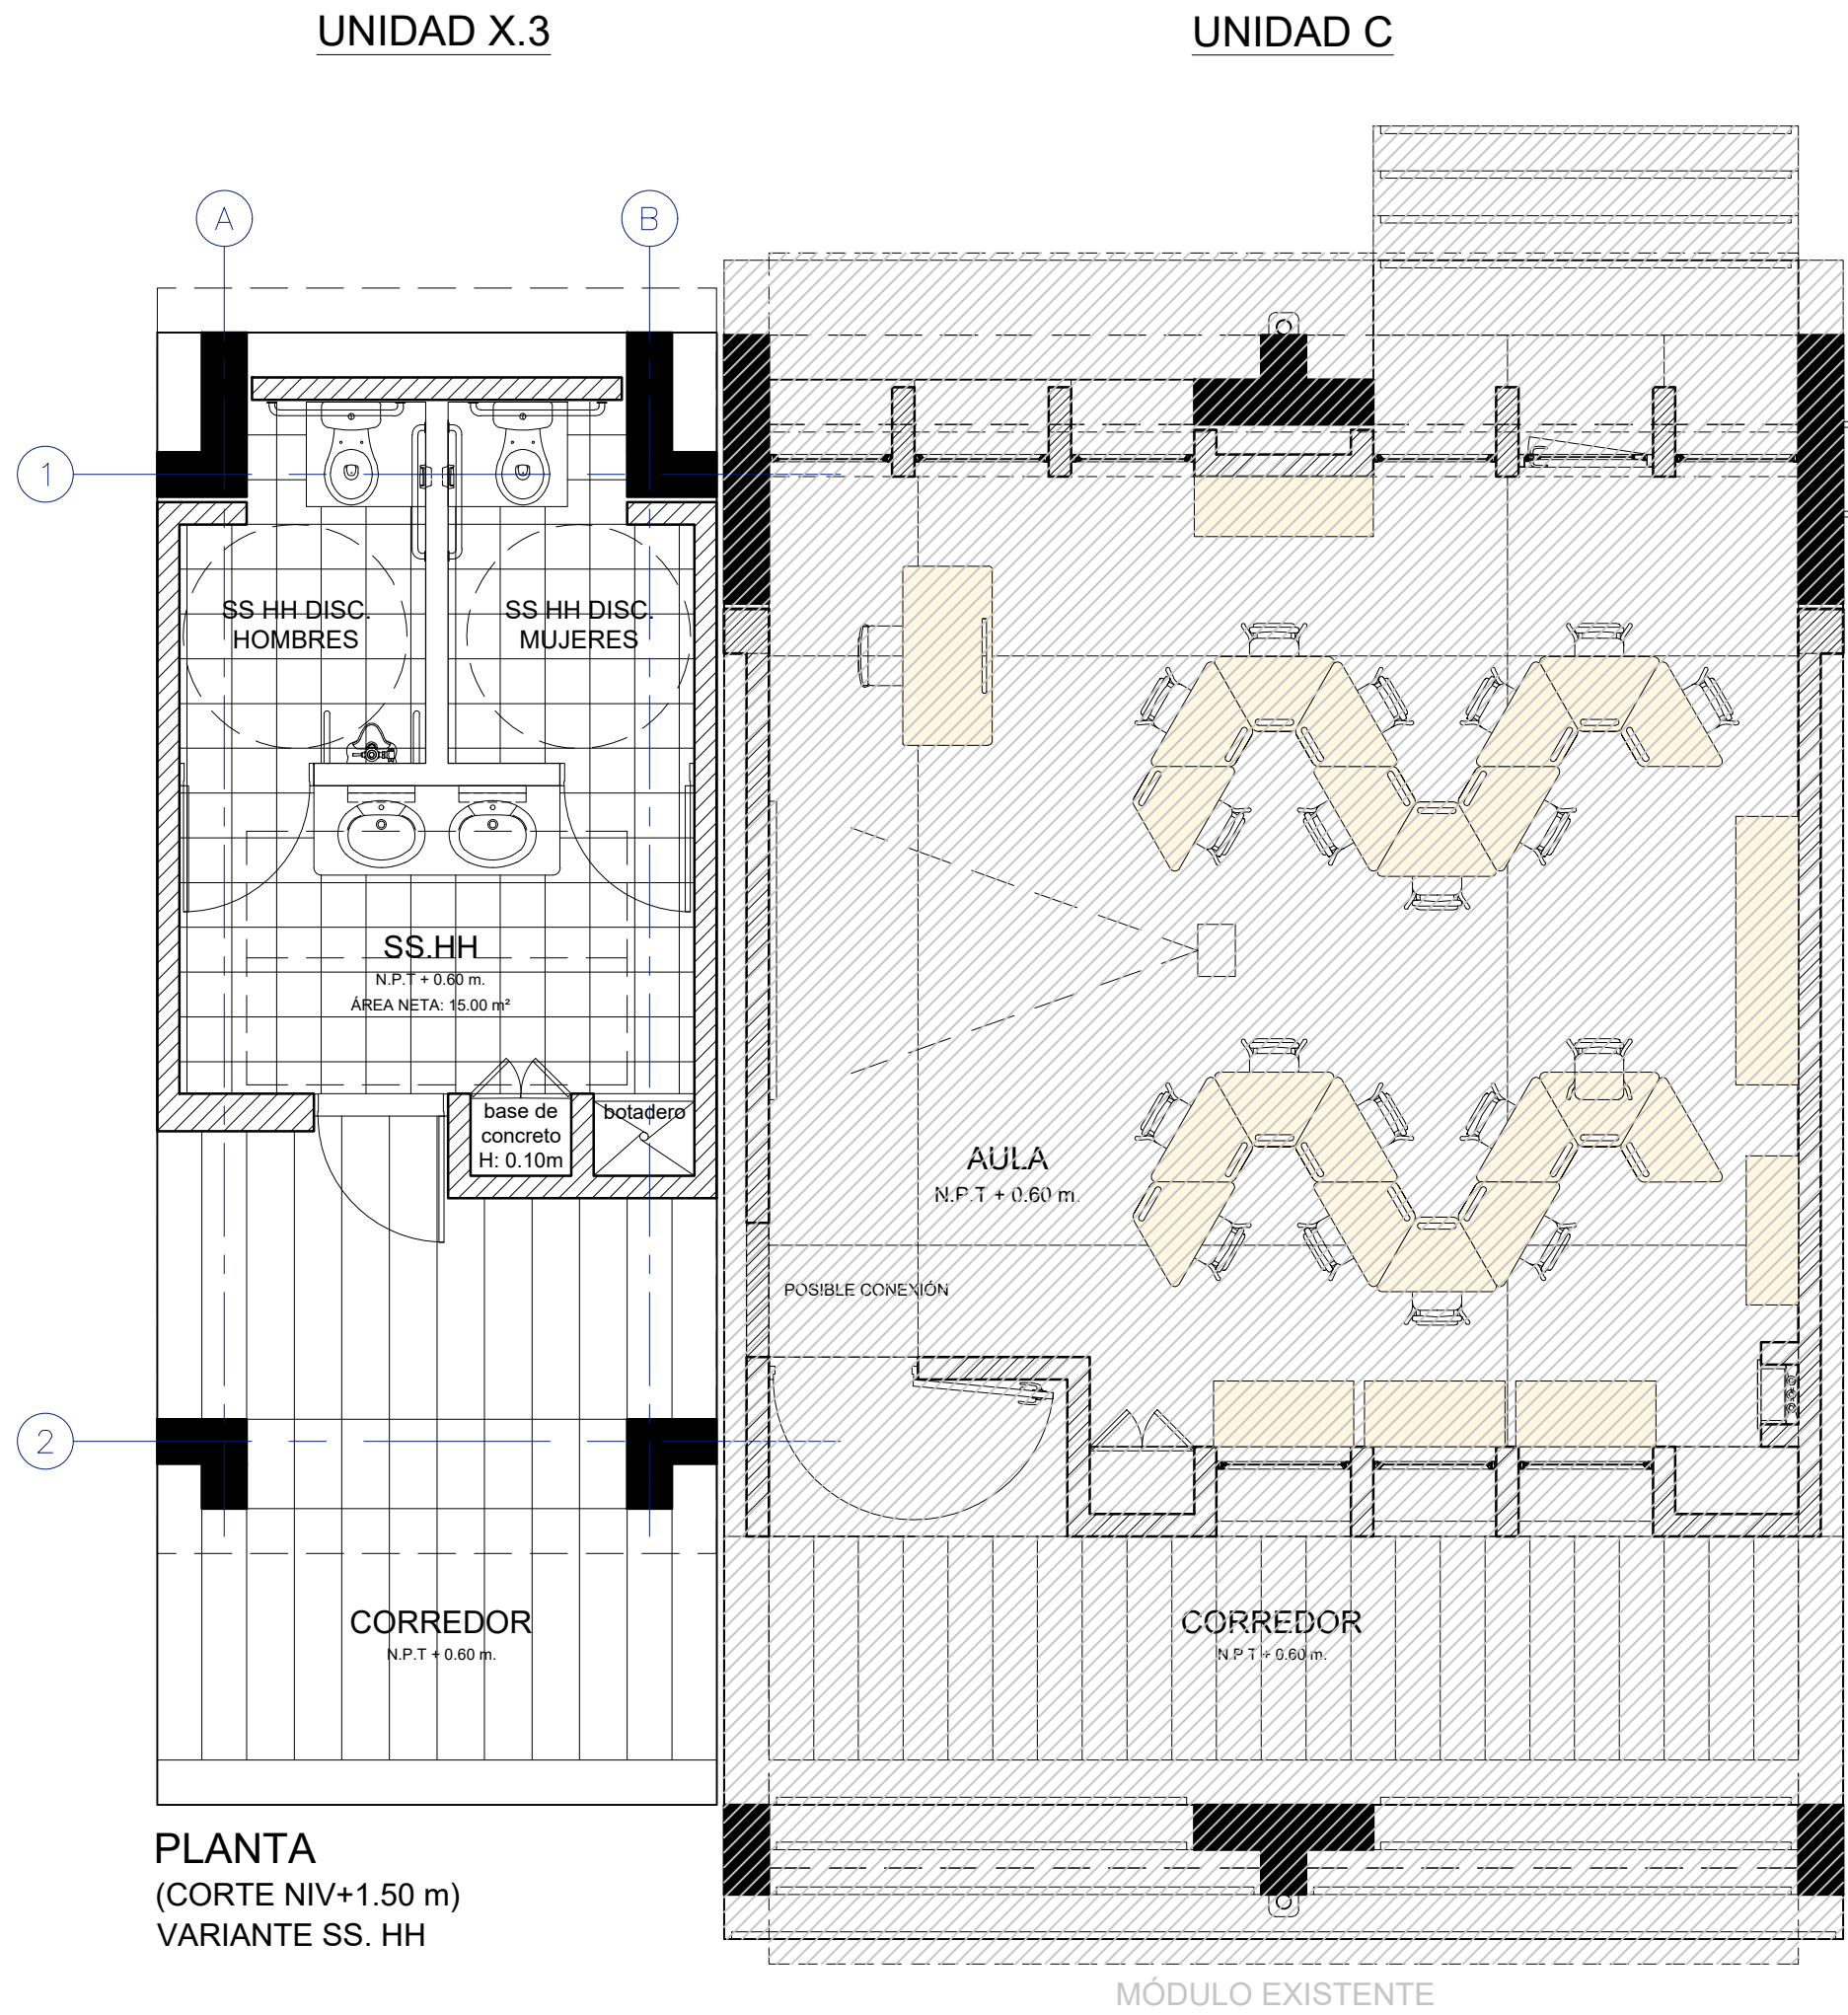 UNIDAD X.3
UNIDAD C
A
B
1
SS HH DISC.
HOMBRES
SS HH DISC.
MUJERES
SS.HH
N.P.T + 0.60 m.
ÁREA NETA: 15.00 m²
base de
concreto
H: 0.10m
botadero
AULA
N.P.T + 0.60 m.
POSIBLE CONEXIÓN
2
CORREDOR
N.P.T + 0.60 m.
CORREDOR
N.P.T + 0.60 m.
PLANTA
(CORTE NIV+1.50 m)
VARIANTE SS. HH
MÓDULO EXISTENTE